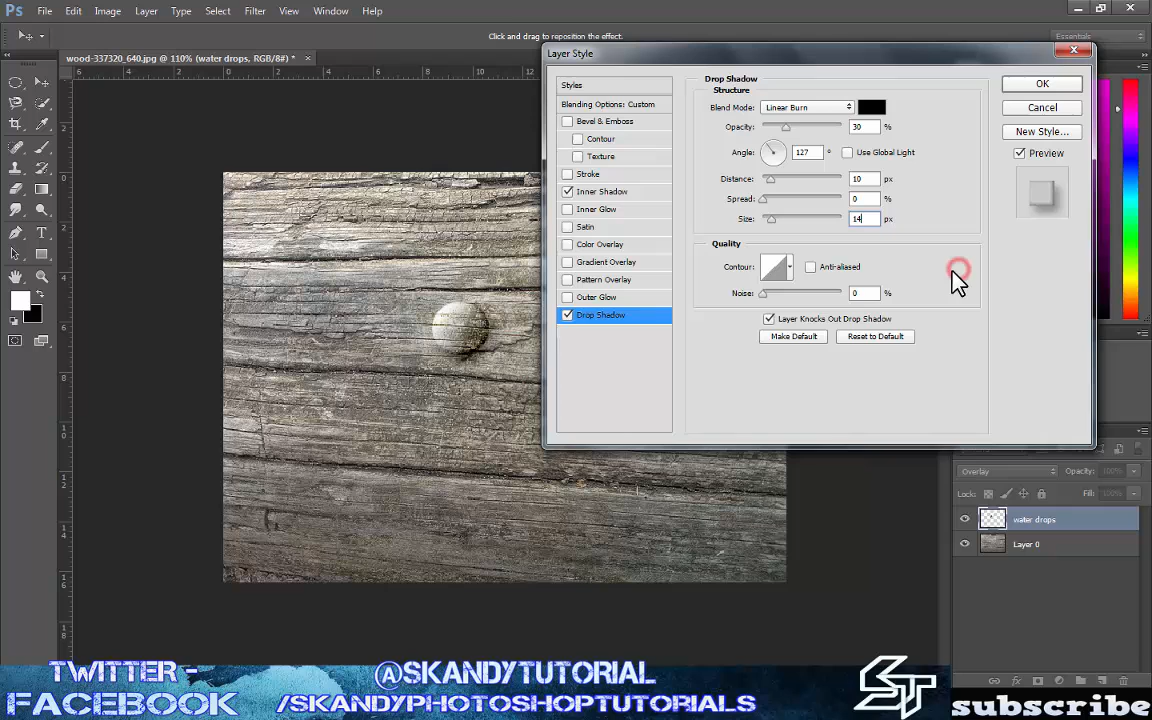 Ps File Edit Image Layer Type Select Filter View Window Help
Click and drag to reposition the effect.
Essentials
wood-337320_640.jpg @ 110% (water drops, RGB/8#) * ×
Layer Style
Styles
Blending Options: Custom
Bevel & Emboss
Contour
Texture
Stroke
Inner Shadow
Inner Glow
Satin
Color Overlay
Gradient Overlay
Pattern Overlay
Outer Glow
Drop Shadow
Drop Shadow
Structure
Blend Mode: Linear Burn
Opacity: 30 %
Angle: 127 ° Use Global Light
Distance: 10 px
Spread: 0 %
Size: 14 px
Quality
Contour: Anti-aliased
Noise: 0 %
Layer Knocks Out Drop Shadow
Make Default Reset to Default
OK
Cancel
New Style...
Preview
Overlay Opacity: 100%
Lock: Fill: 100%
water drops
Layer 0
TWITTER - @SKANDYTUTORIAL
FACEBOOK /SKANDYPHOTOSHOPTUTORIALS
ST
subscribe